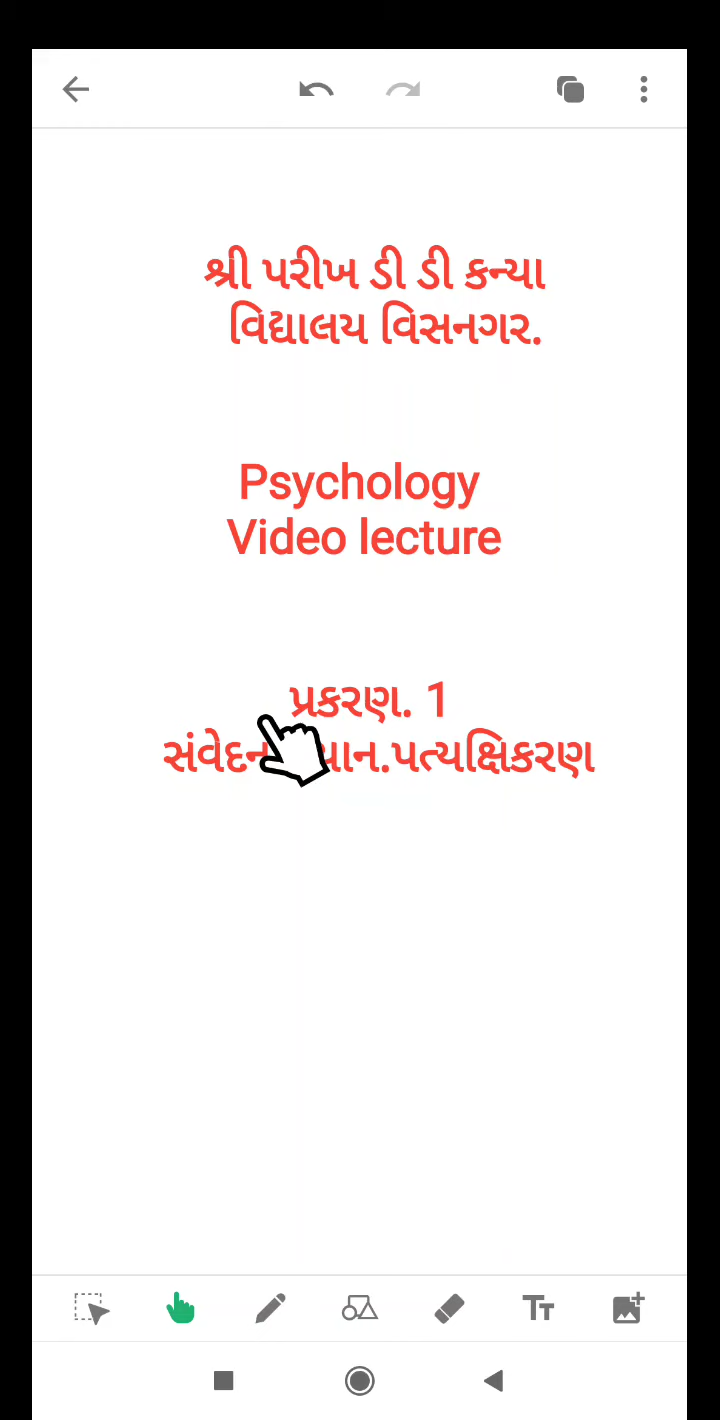 શ્રી પરીખ ડી ડી કન્યા
વિદ્યાલય વિસનગર.
Psychology
Video lecture
પ્રકરણ. 1
સંવેદન પત્યક્ષિકરણ